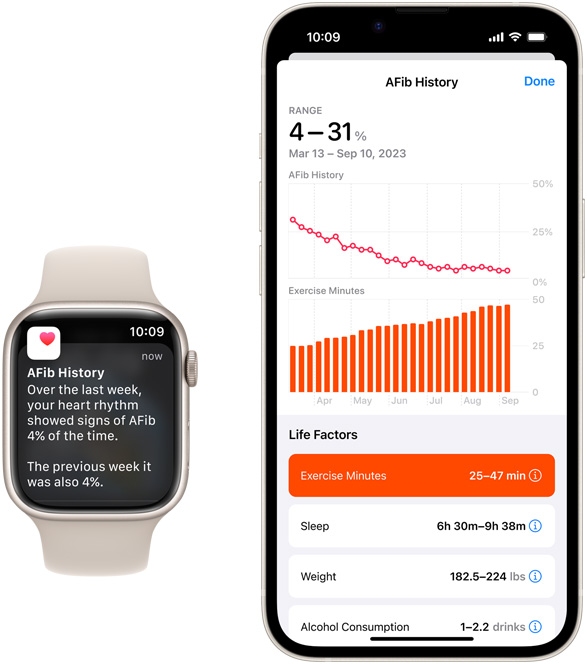 10:09
now
AFib History
Over the last week,
your heart rhythm
showed signs of AFib
4% of the time.
The previous week it
was also 4%.
10:09
AFib History
Done
RANGE
4–31%
Mar 13 – Sep 10, 2023
AFib History
50%
25%
0%
Exercise Minutes
50
25
0
Apr May Jun Jul Aug Sep
Life Factors
Exercise Minutes 25–47 min
Sleep 6h 30m–9h 38m
Weight 182.5–224 lbs
Alcohol Consumption 1–2.2 drinks